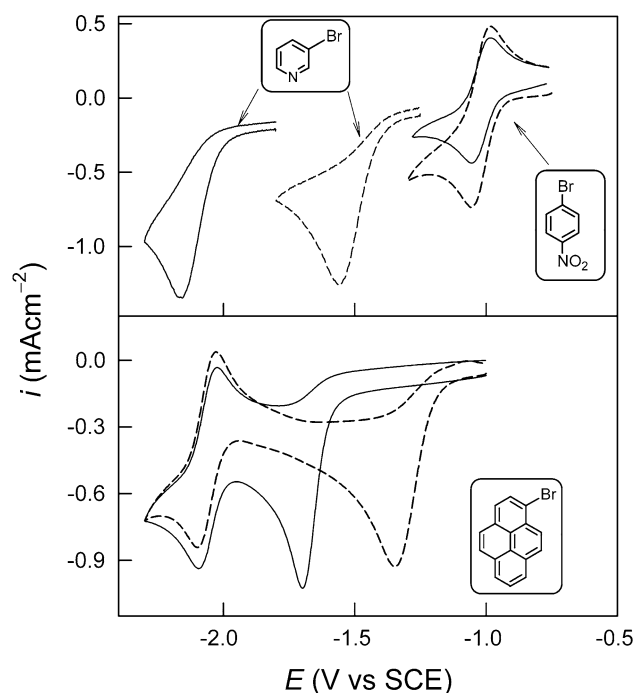 0.5
0.0
-0.5
-1.0
Br
N
Br
NO₂
i (mAcm⁻²)
0.0
-0.3
-0.6
-0.9
Br
-2.0 -1.5 -1.0 -0.5
E (V vs SCE)